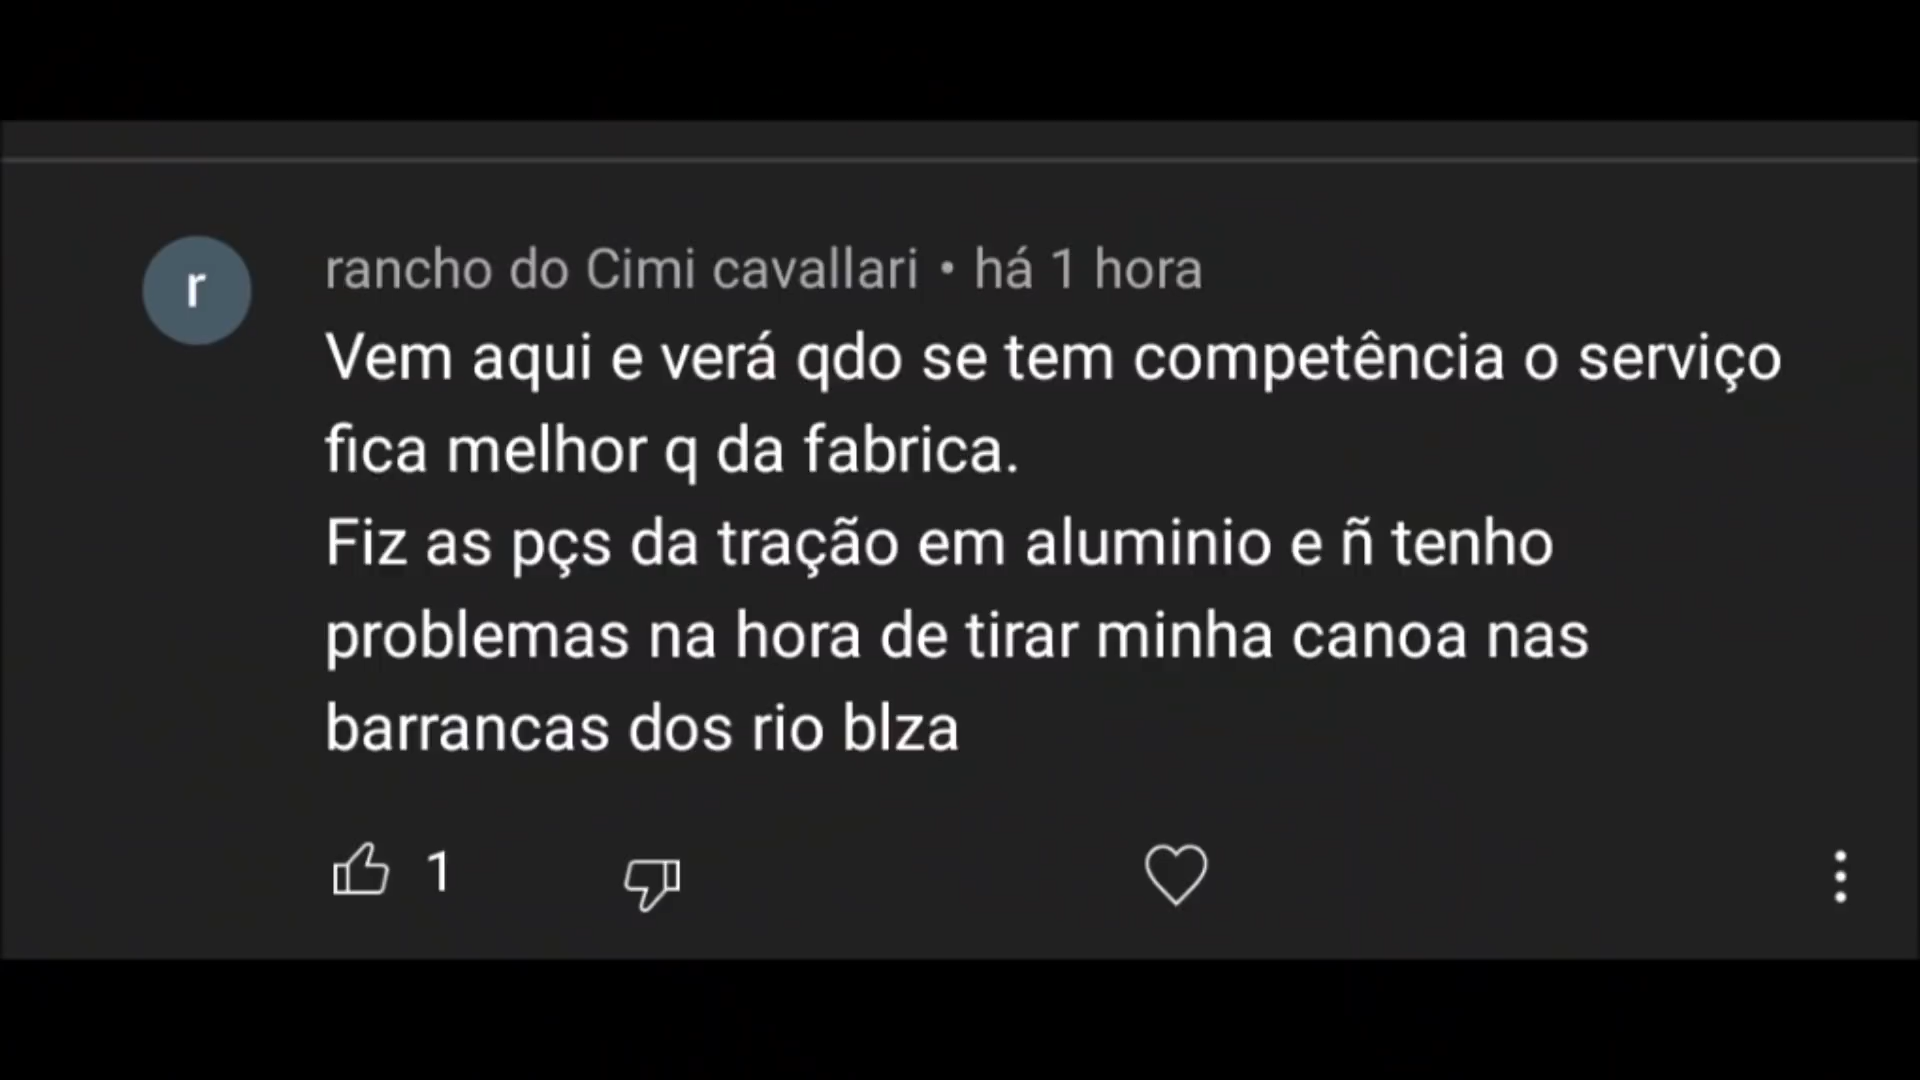 r
rancho do Cimi cavallari • há 1 hora
Vem aqui e verá qdo se tem competência o serviço
fica melhor q da fabrica.
Fiz as pçs da tração em aluminio e ñ tenho
problemas na hora de tirar minha canoa nas
barrancas dos rio blza
1